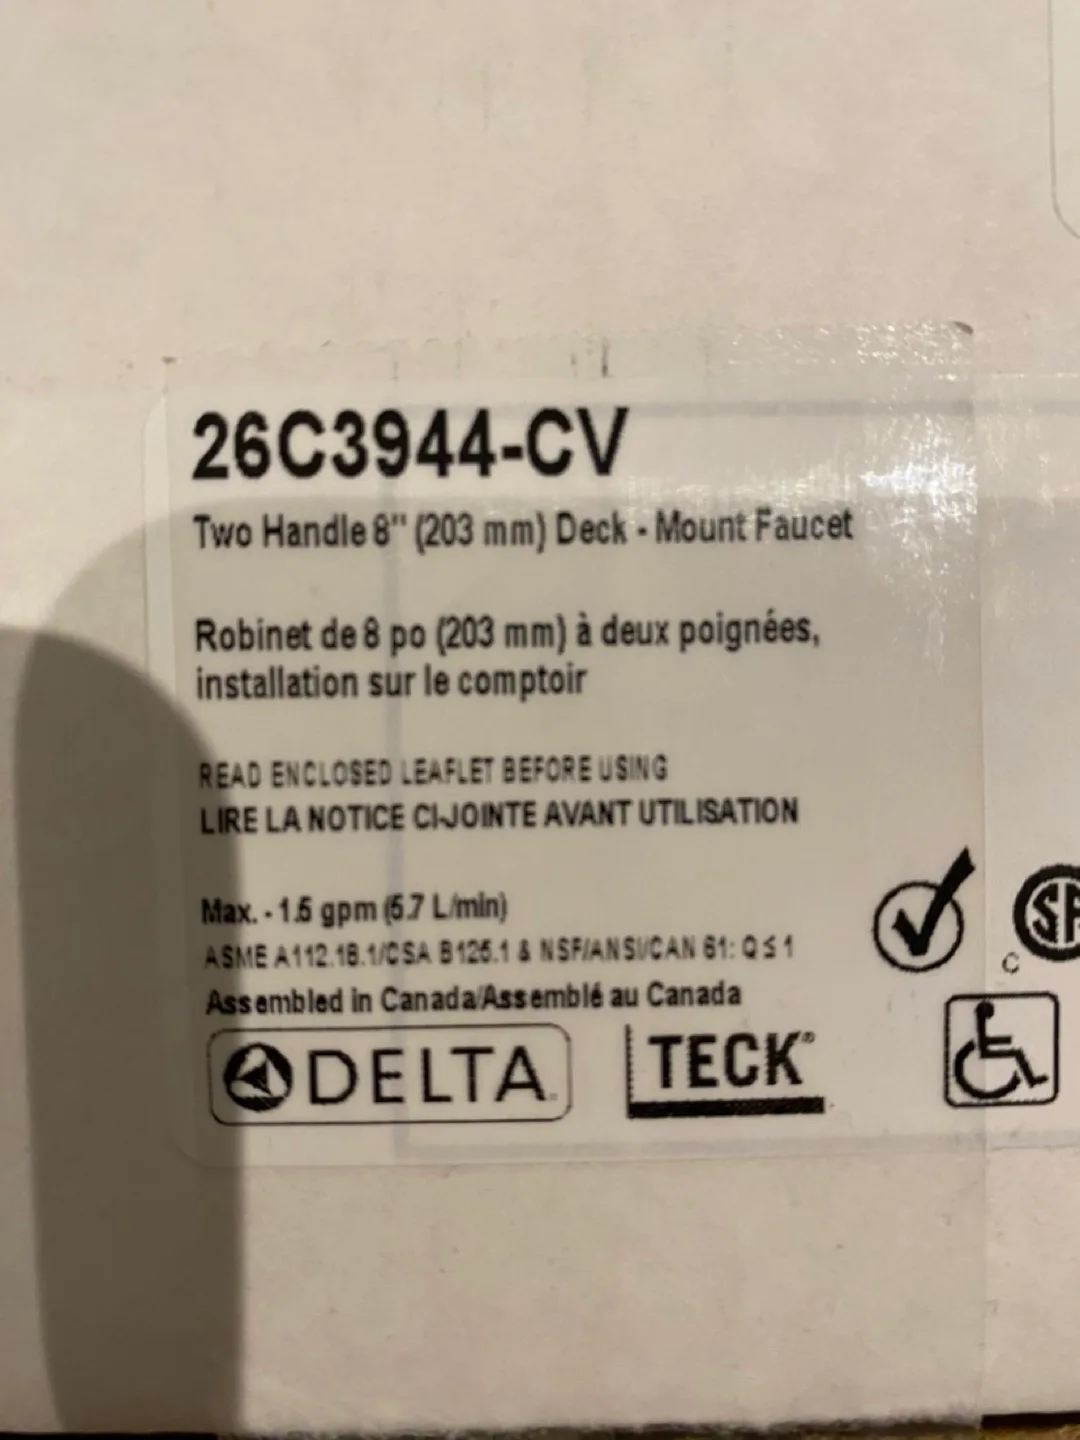 26C3944-CV
Two Handle 8" (203 mm) Deck - Mount Faucet
Robinet de 8 po (203 mm) à deux poignées,
installation sur le comptoir
READ ENCLOSED LEAFLET BEFORE USING
LIRE LA NOTICE CI-JOINTE AVANT UTILISATION
Max. - 1.5 gpm (5.7 L/min)
ASME A112.18.1/CSA B125.1 & NSF/ANSI/CAN 61: Q ≤ 1
Assembled in Canada/Assemblé au Canada
C
DELTA
TECK®